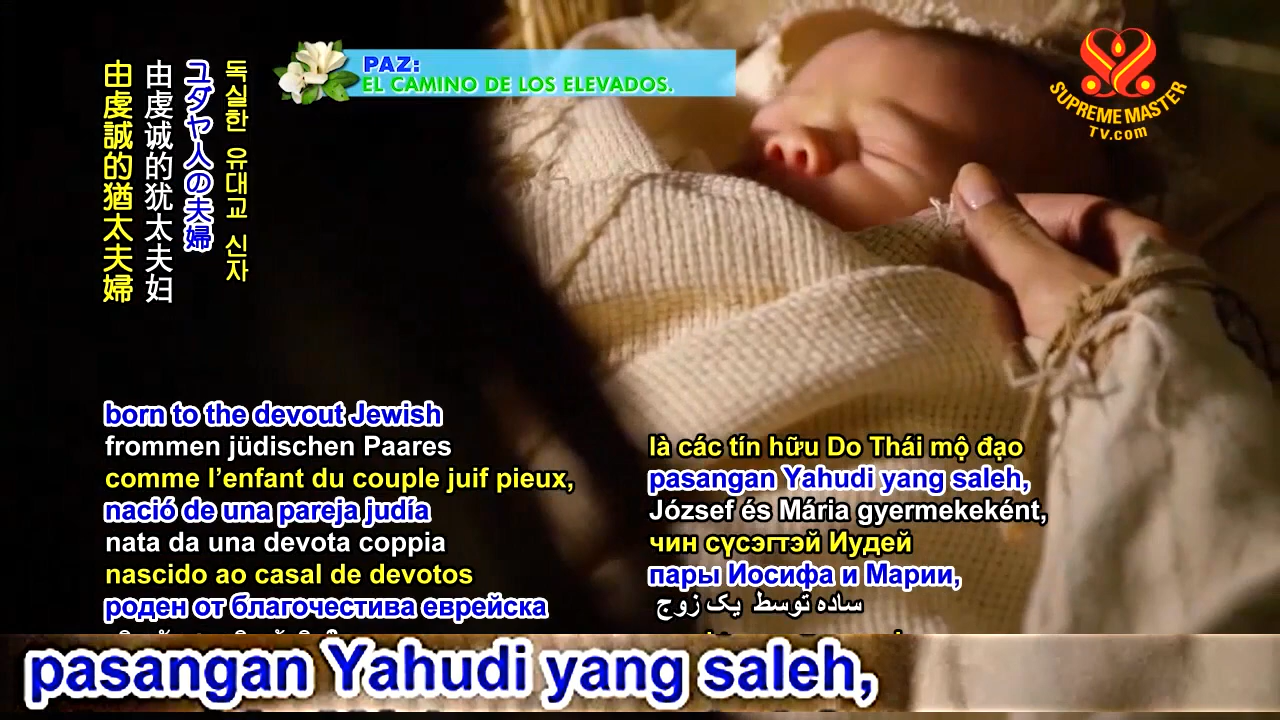 PAZ:
EL CAMINO DE LOS ELEVADOS.
SUPREME MASTER
TV.com
독실한 유대교 신자
ユダヤ人の夫婦
由虔诚的犹太夫妇
由虔誠的猶太夫婦
born to the devout Jewish
frommen jüdischen Paares
comme l’enfant du couple juif pieux,
nació de una pareja judía
nata da una devota coppia
nascido ao casal de devotos
роден от благочестива еврейска
là các tín hữu Do Thái mộ đạo
pasangan Yahudi yang saleh,
József és Mária gyermekeként,
чин сүсэгтэй Иудей
пары Иосифа и Марии,
ساده توسط یک زوج
pasangan Yahudi yang saleh,